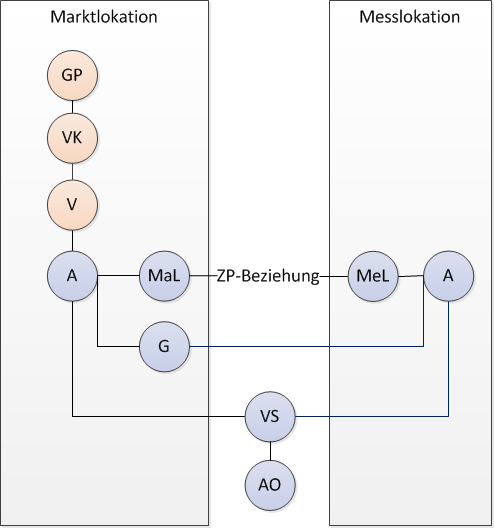 Marktlokation
Messlokation
GP
VK
V
A
MaL
ZP-Beziehung
MeL
A
G
VS
AO